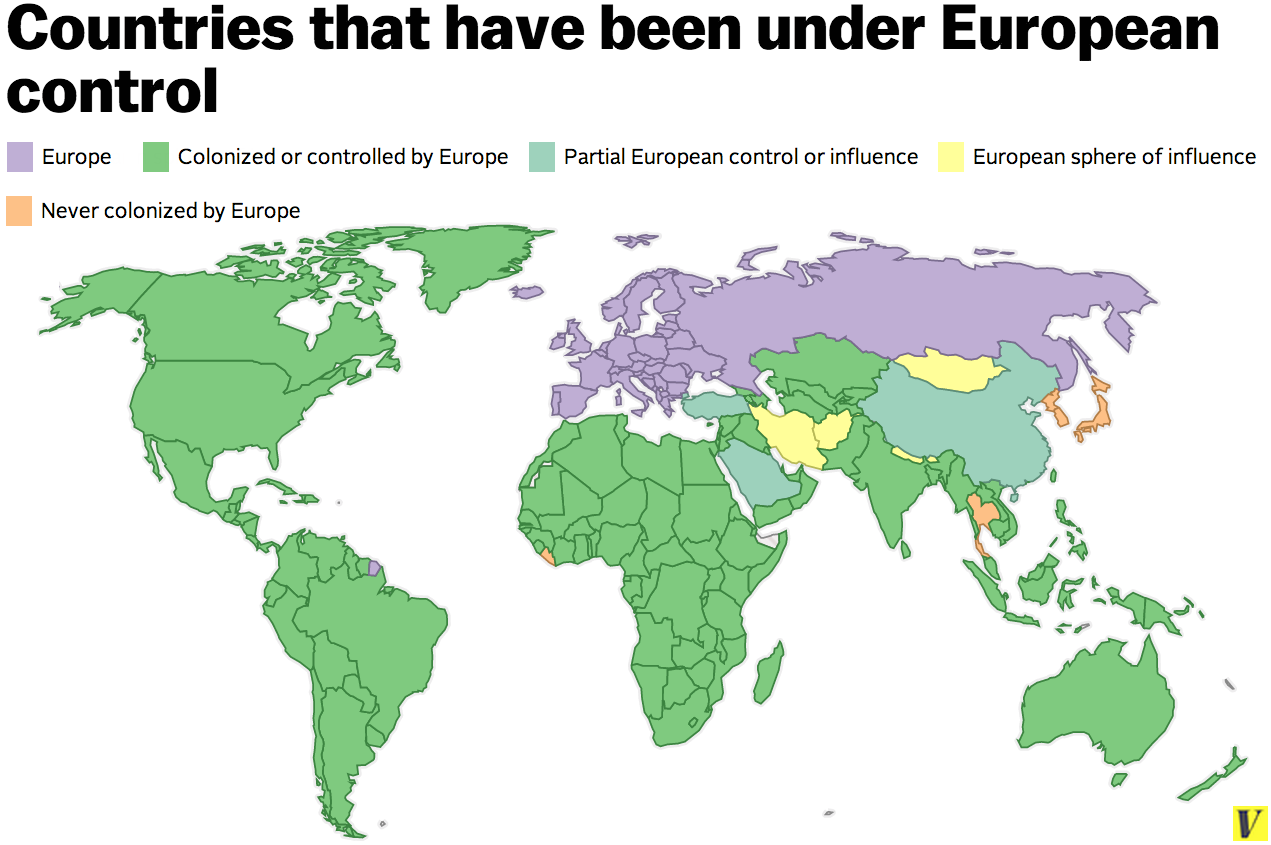 Countries that have been under European
control
Europe
Colonized or controlled by Europe
Partial European control or influence
European sphere of influence
Never colonized by Europe
V